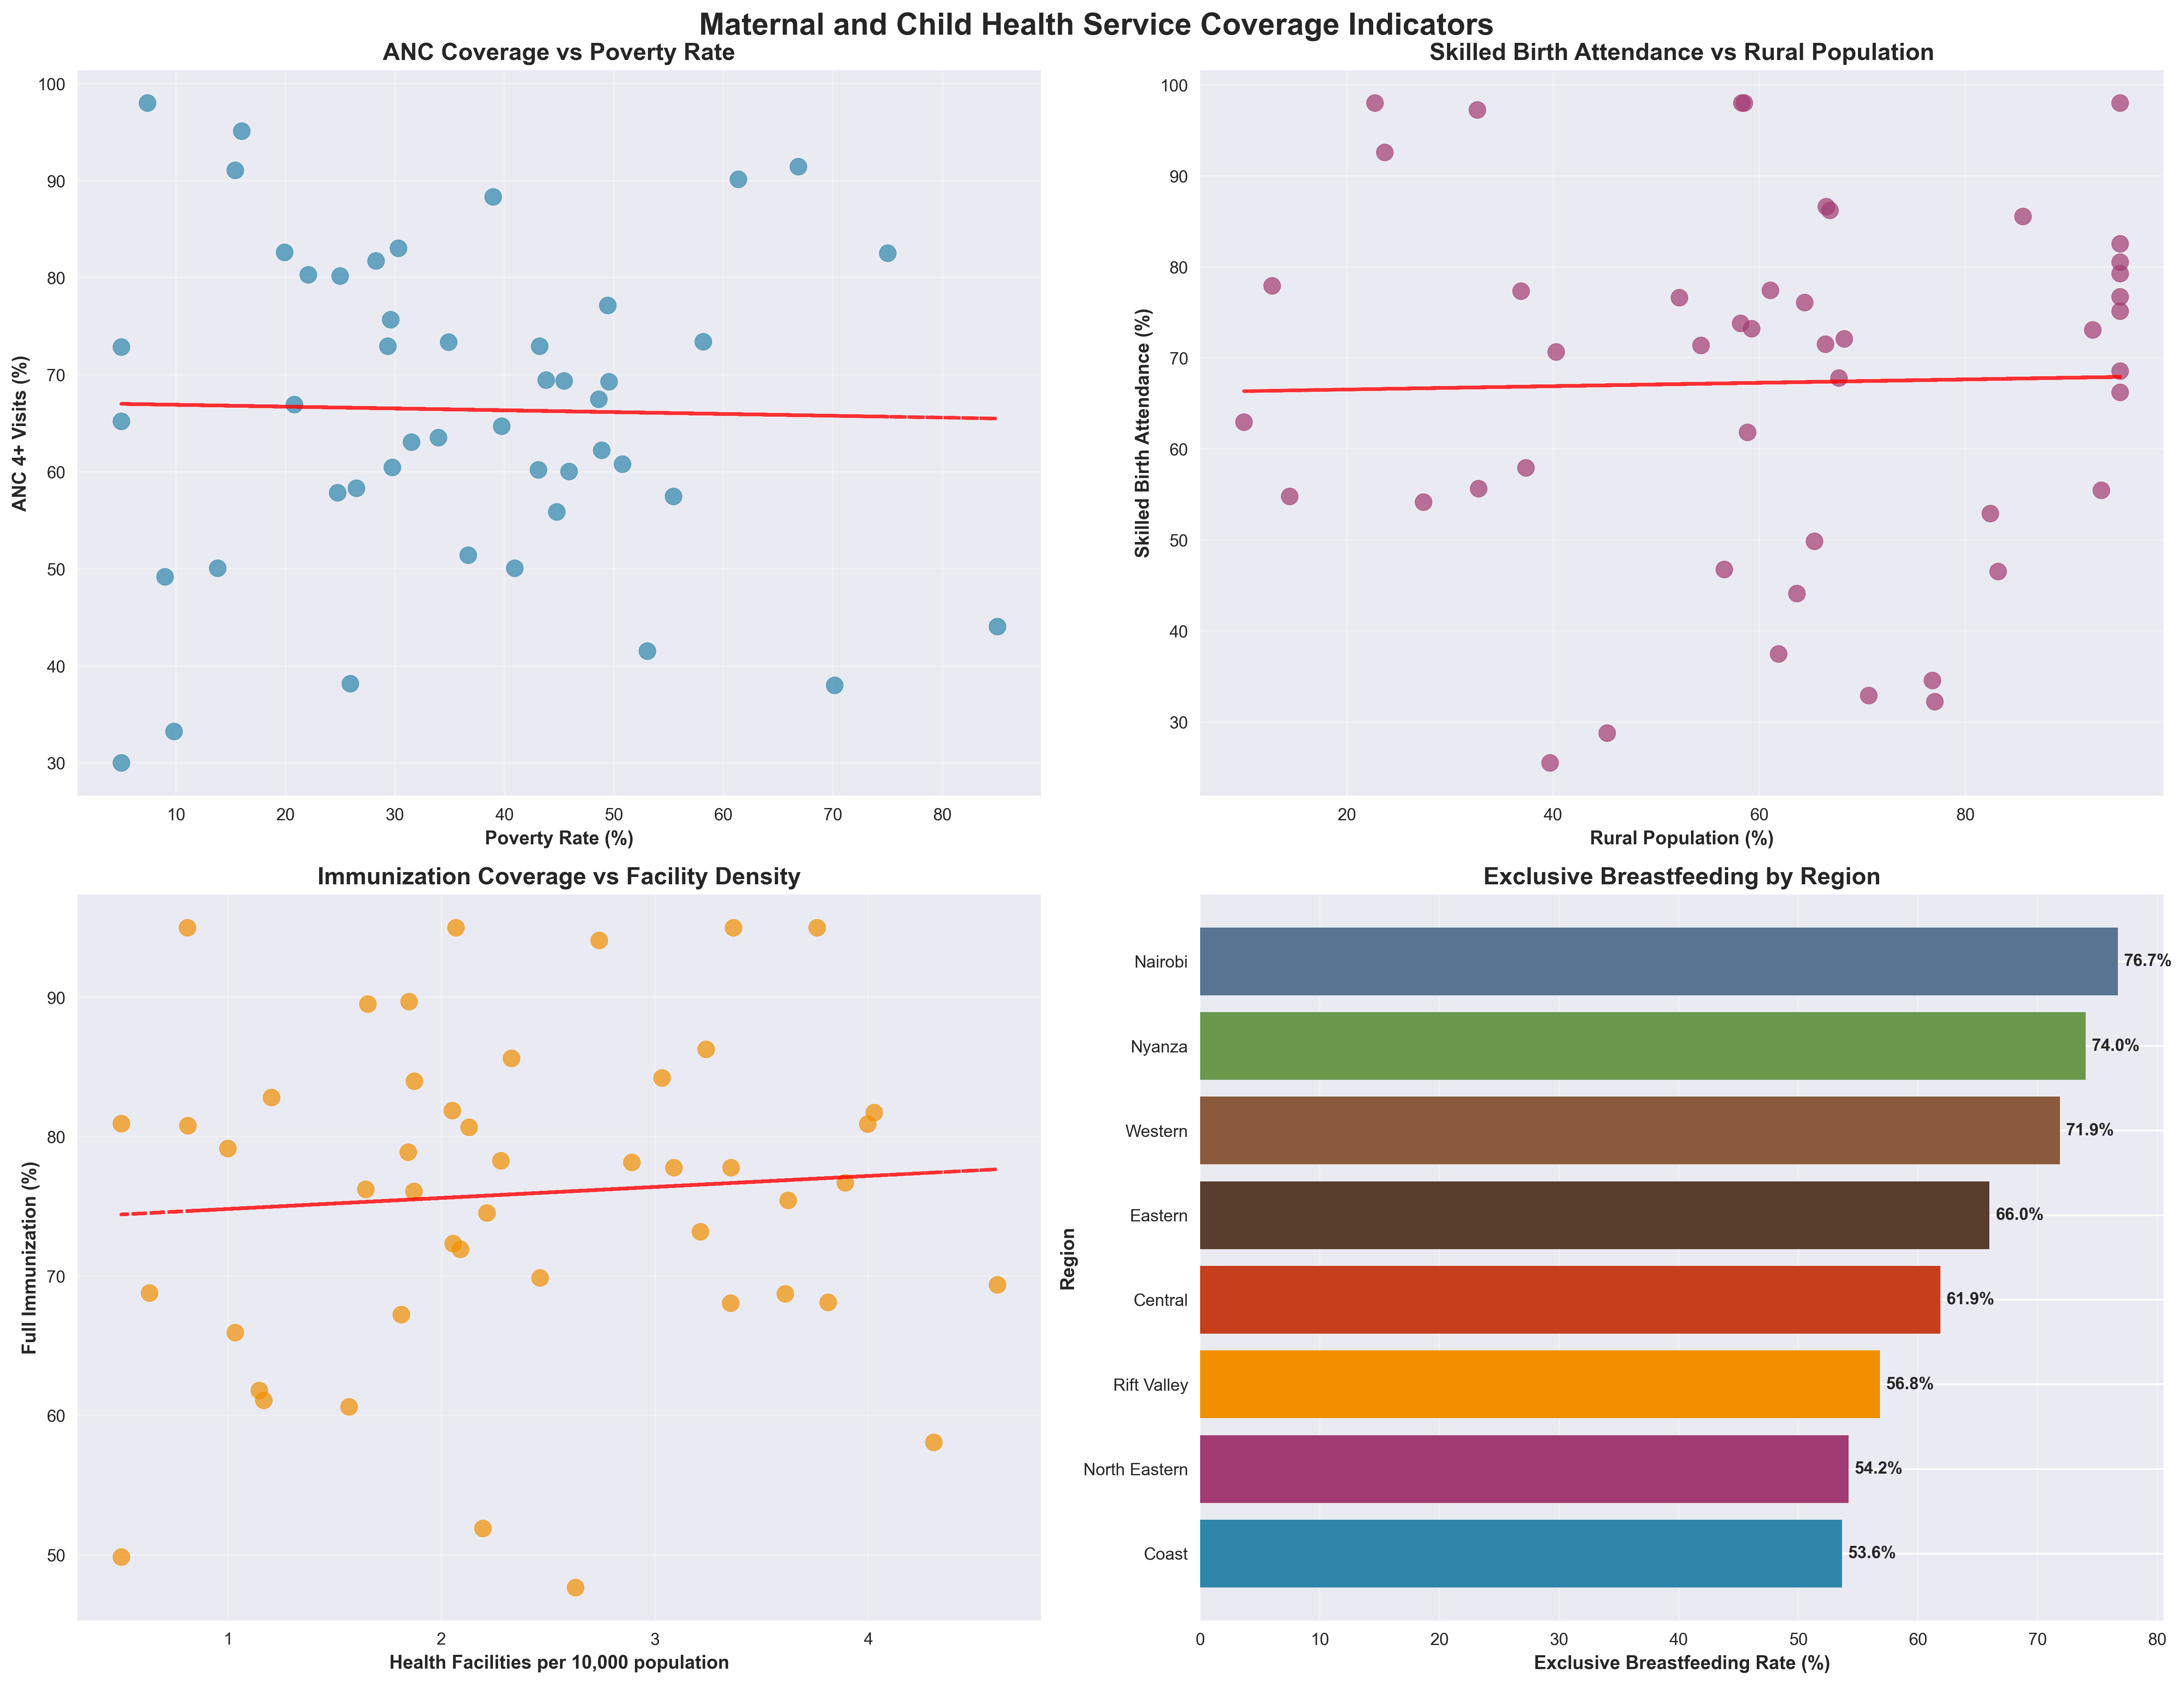 Maternal and Child Health Service Coverage Indicators
ANC Coverage vs Poverty Rate
100
90
80
70
60
50
40
30
ANC 4+ Visits (%)
10 20 30 40 50 60 70 80
Poverty Rate (%)
Skilled Birth Attendance vs Rural Population
100
90
80
70
60
50
40
30
Skilled Birth Attendance (%)
20 40 60 80
Rural Population (%)
Immunization Coverage vs Facility Density
90
80
70
60
50
Full Immunization (%)
1 2 3 4
Health Facilities per 10,000 population
Exclusive Breastfeeding by Region
Region
Nairobi 76.7%
Nyanza 74.0%
Western 71.9%
Eastern 66.0%
Central 61.9%
Rift Valley 56.8%
North Eastern 54.2%
Coast 53.6%
0 10 20 30 40 50 60 70 80
Exclusive Breastfeeding Rate (%)